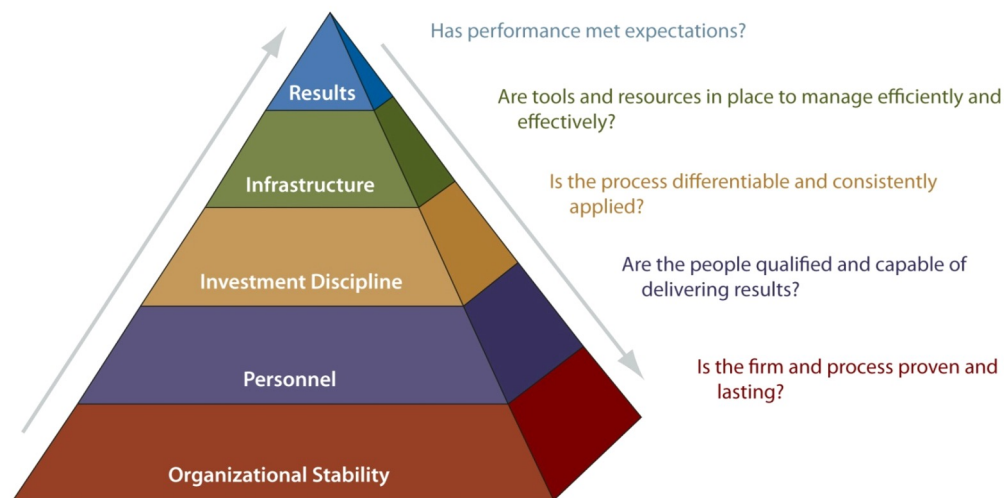 Has performance met expectations?
Results
Are tools and resources in place to manage efficiently and
effectively?
Infrastructure
Is the process differentiable and consistently
applied?
Investment Discipline
Are the people qualified and capable of
delivering results?
Personnel
Is the firm and process proven and
lasting?
Organizational Stability